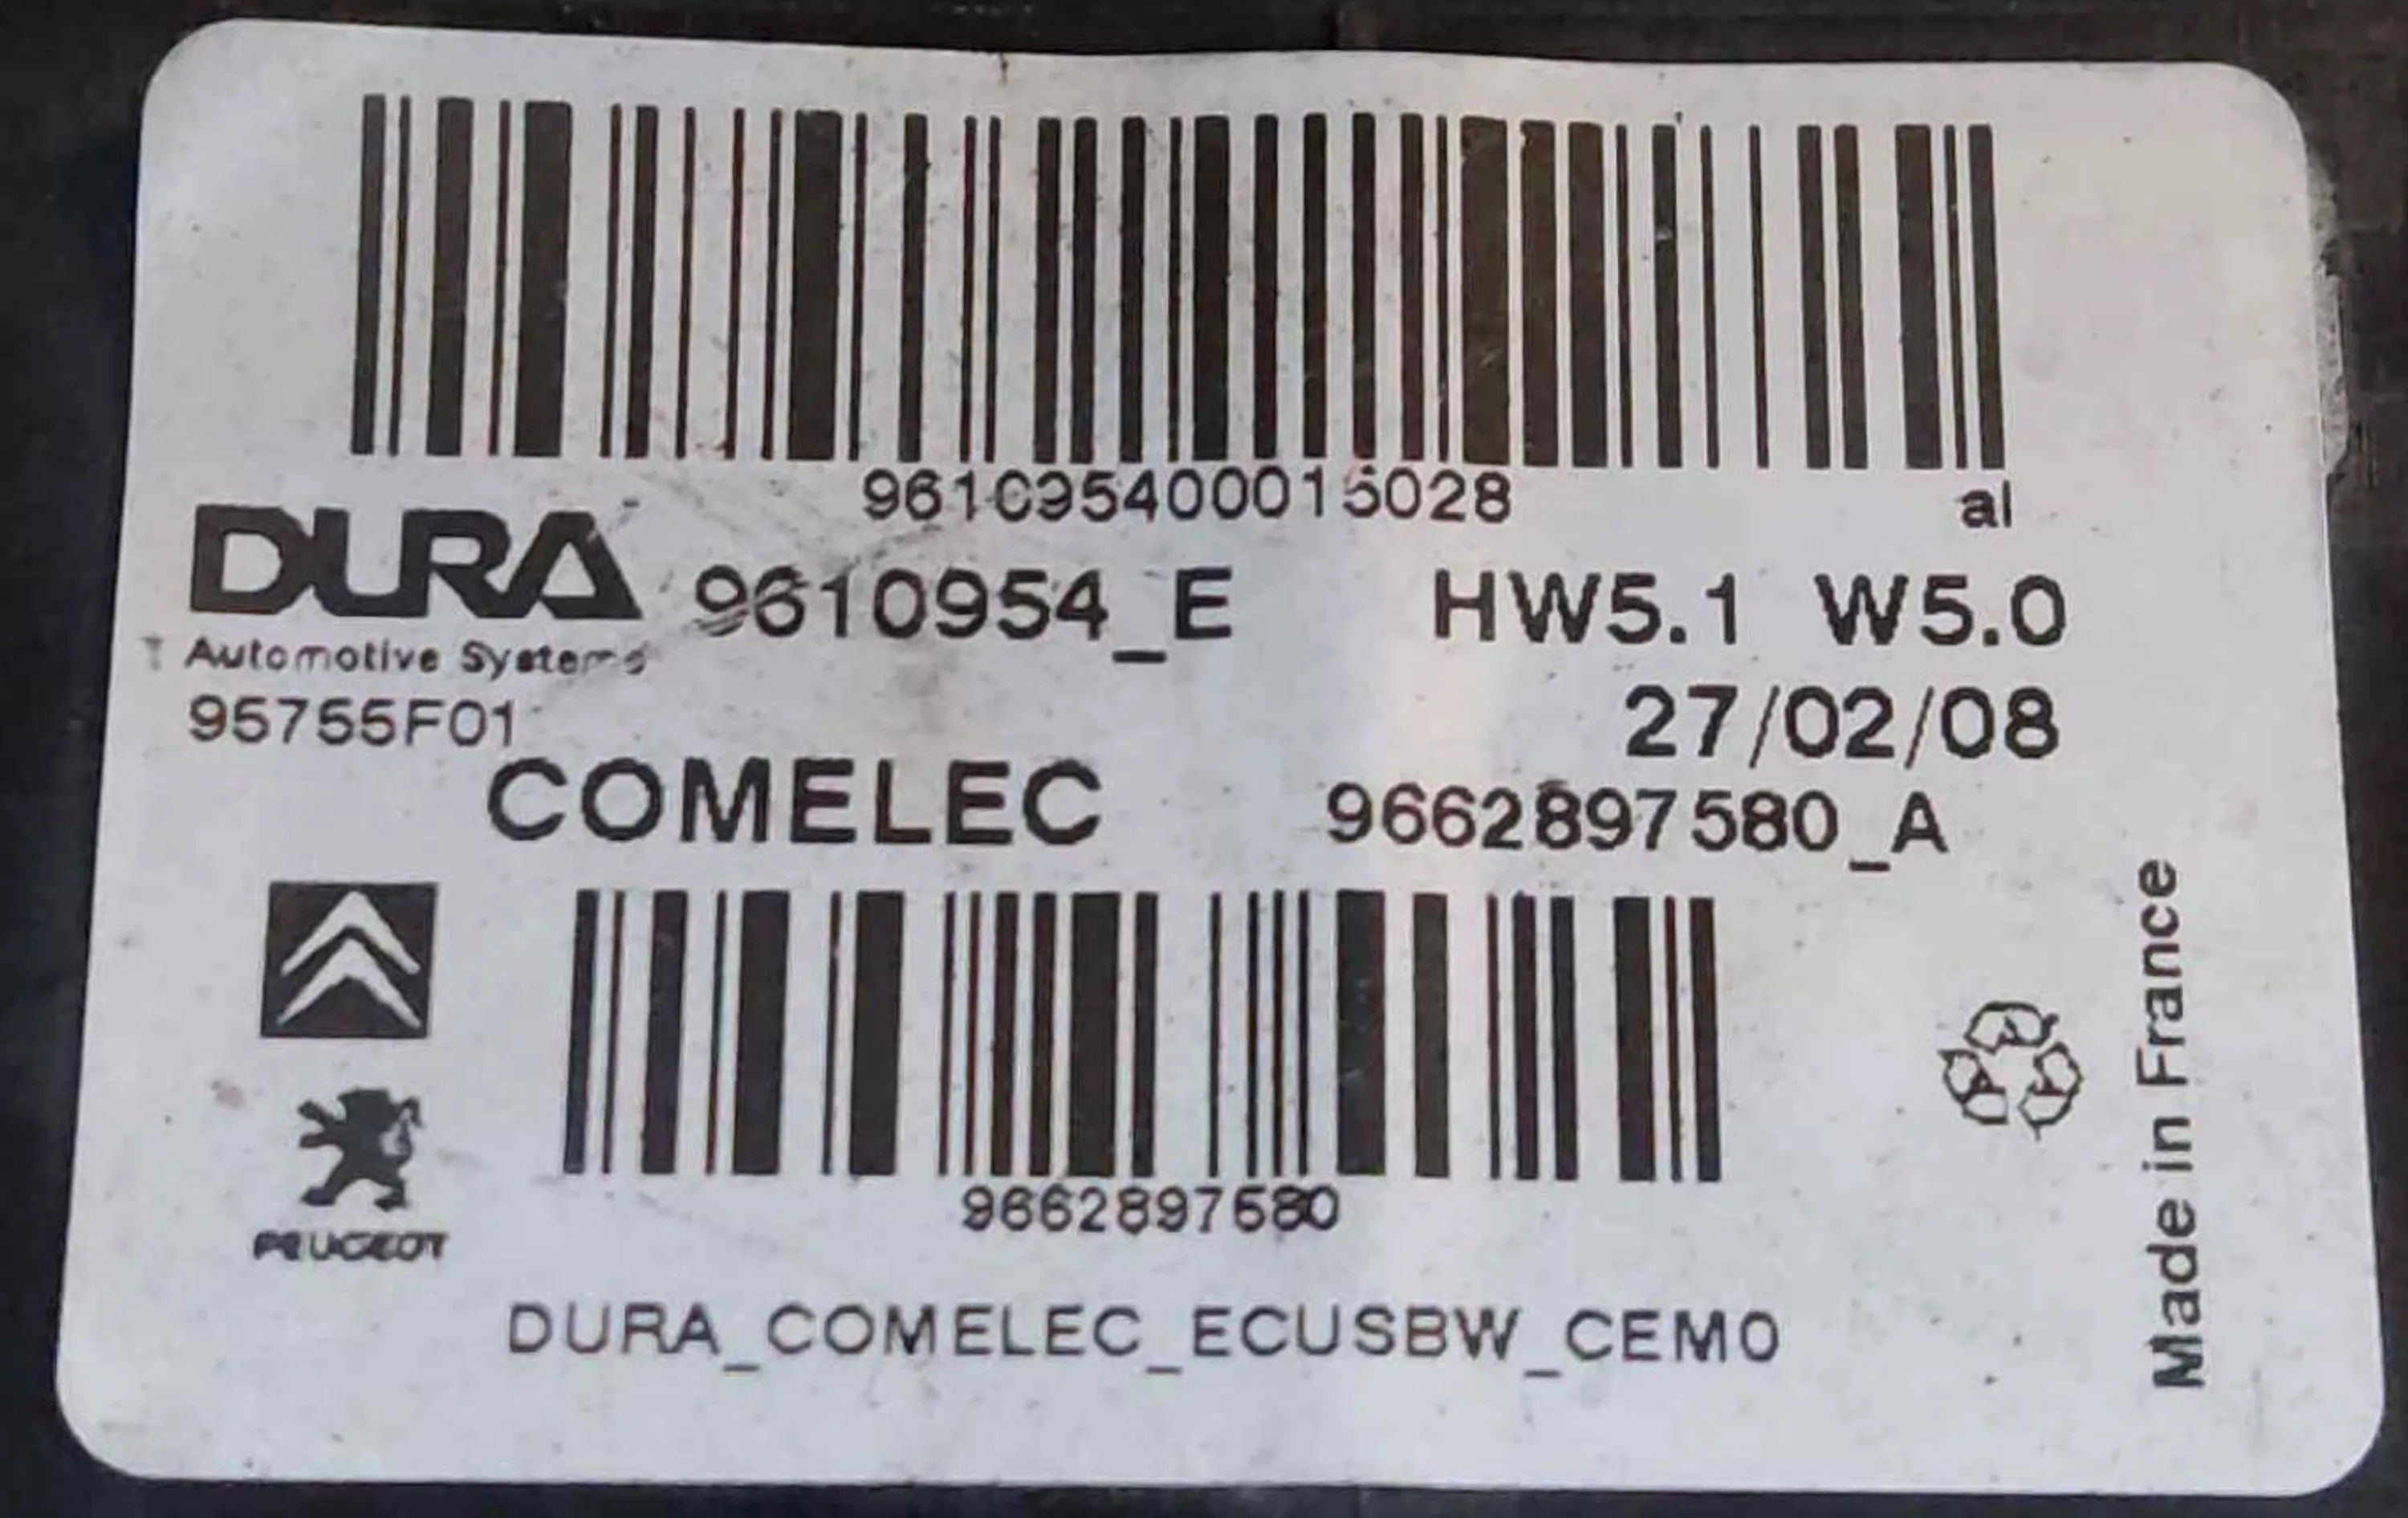 961095400015028
al
DURA 9610954_E HW5.1 W5.0
Automotive Systems
95755F01
27/02/08
COMELEC 9662897580_A
9662897580
PEUGEOT
Made in France
DURA_COMELEC_ECUSBW_CEM0